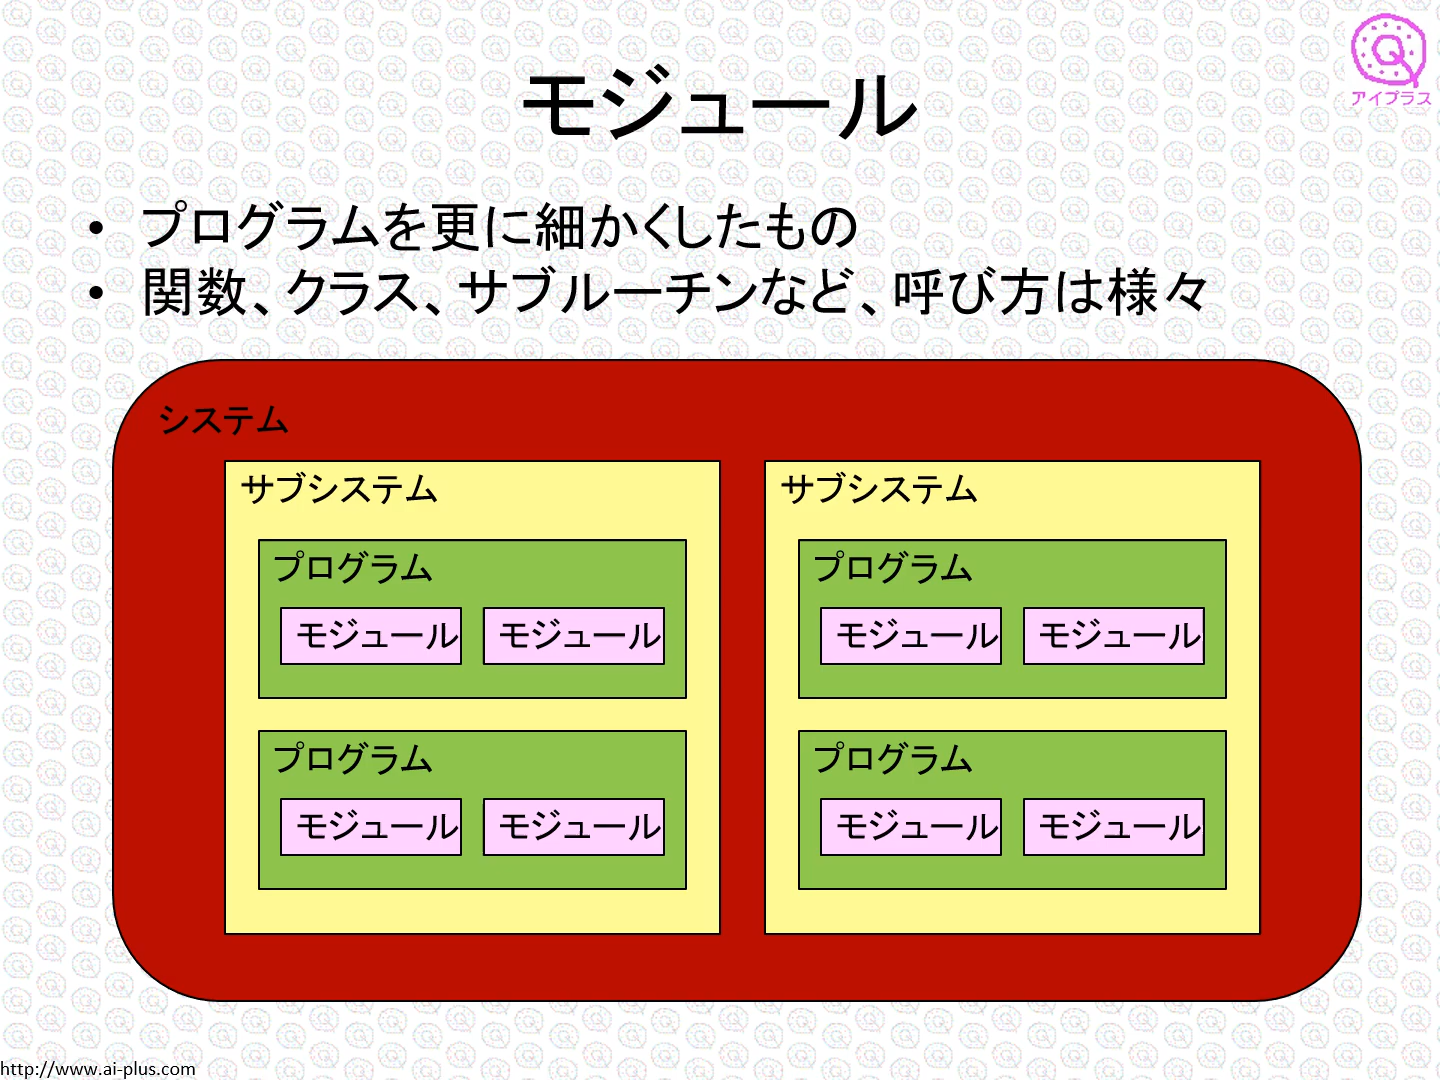 アイプラス
モジュール
• プログラムを更に細かくしたもの
• 関数、クラス、サブルーチンなど、呼び方は様々
システム
サブシステム サブシステム
プログラム プログラム
モジュール モジュール モジュール モジュール
プログラム プログラム
モジュール モジュール モジュール モジュール
http://www.ai-plus.com